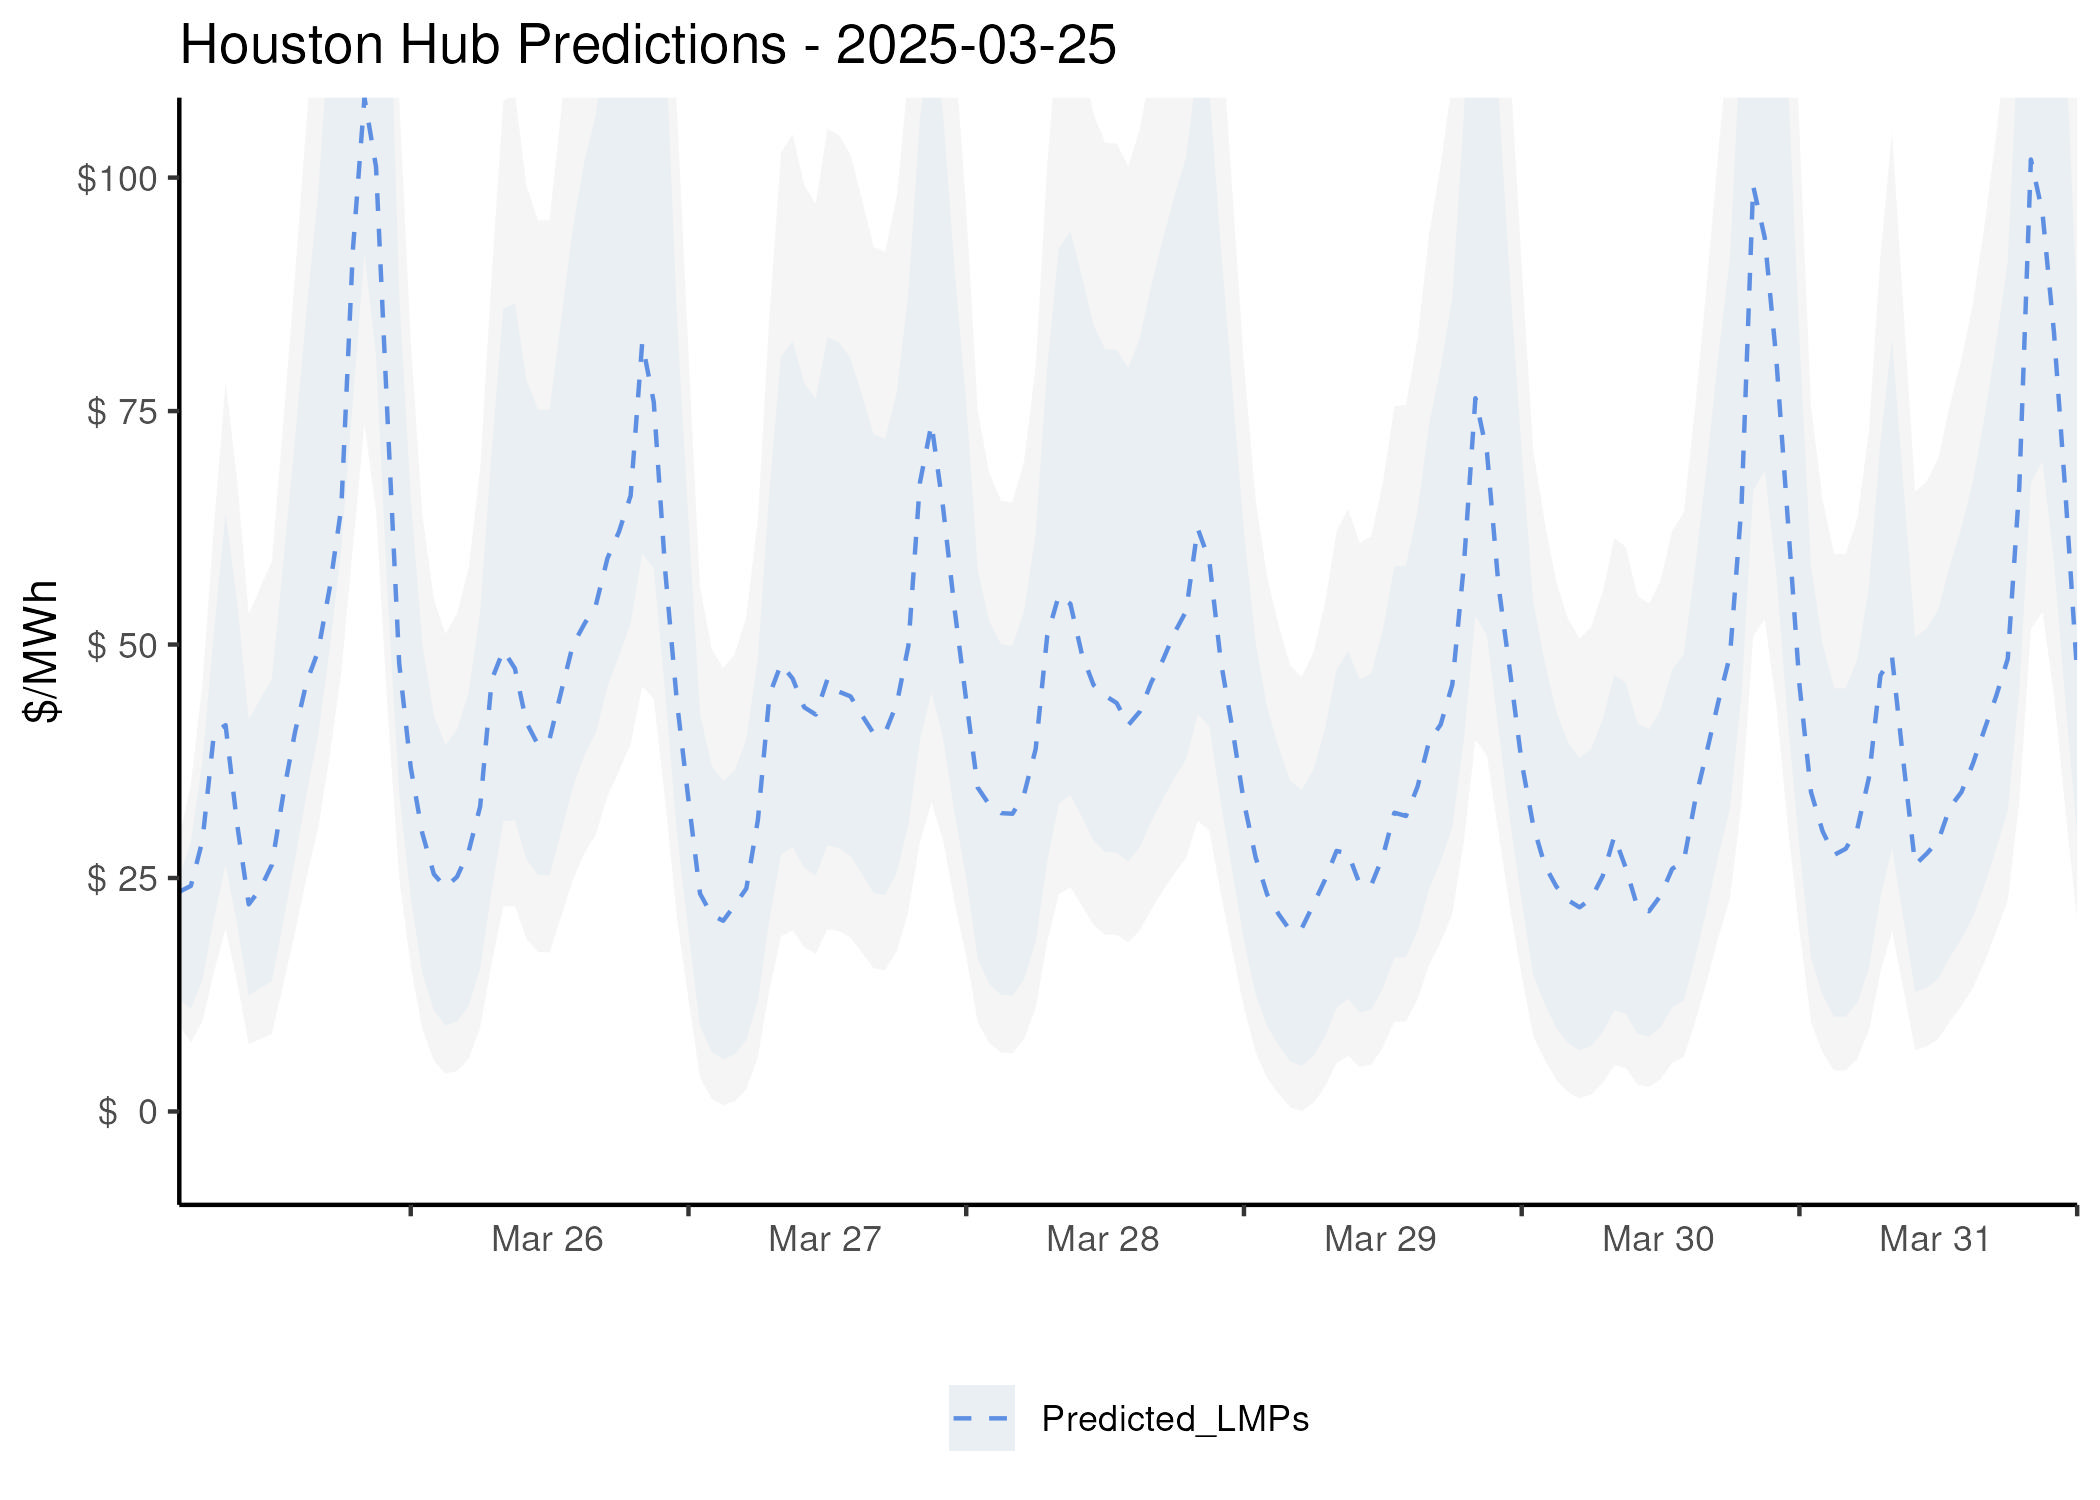 Houston Hub Predictions - 2025-03-25
$/MWh
$100
$ 75
$ 50
$ 25
$ 0
Mar 26 Mar 27 Mar 28 Mar 29 Mar 30 Mar 31
Predicted_LMPs